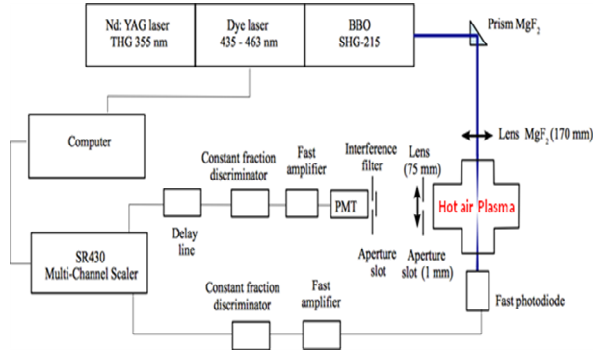 Nd: YAG laser
THG 355 nm
Dye laser
435 - 463 nm
BBO
SHG-215
Prism MgF₂
Lens MgF₂ (170 mm)
Computer
Constant fraction
discriminator
Fast
amplifier
Interference
filter
Lens
(75 mm)
PMT
Hot air Plasma
Delay
line
Aperture
slot
Aperture
slot (1 mm)
SR430
Multi-Channel Scaler
Constant fraction
discriminator
Fast
amplifier
Fast photodiode